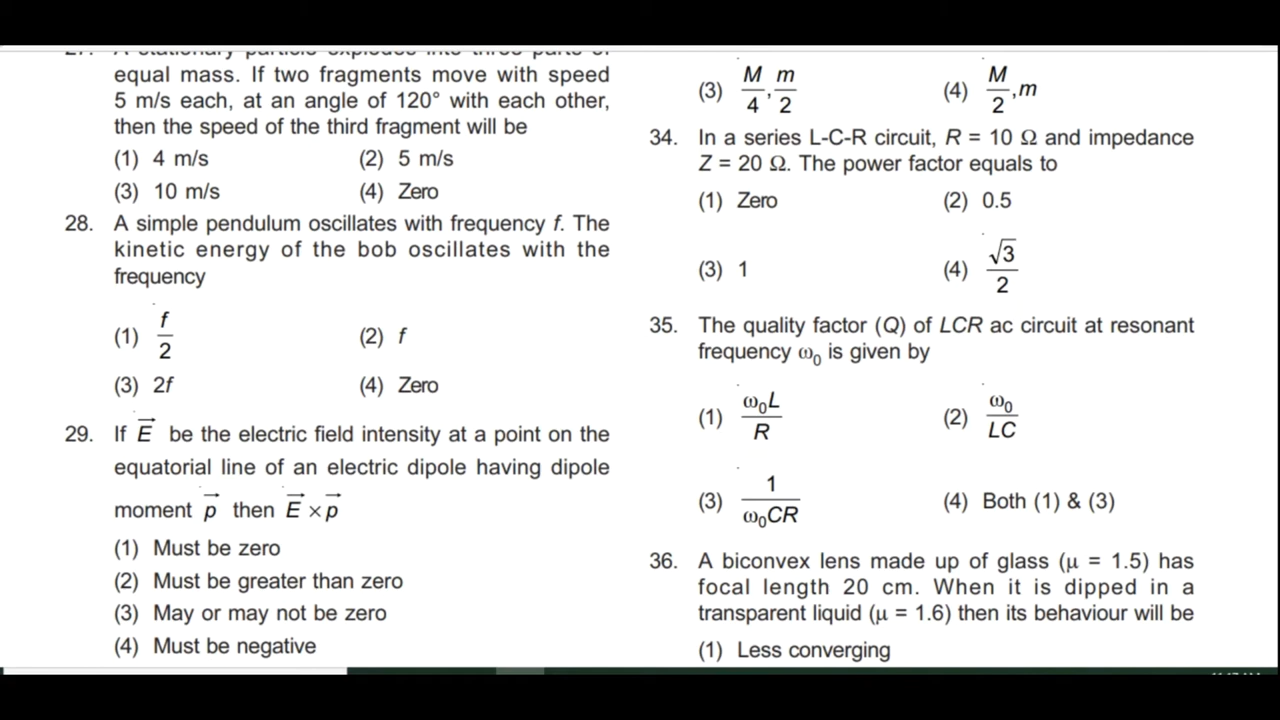 27. A stationary particle explodes into three parts of
equal mass. If two fragments move with speed
5 m/s each, at an angle of 120° with each other,
then the speed of the third fragment will be
(1) 4 m/s (2) 5 m/s
(3) 10 m/s (4) Zero
28. A simple pendulum oscillates with frequency f. The
kinetic energy of the bob oscillates with the
frequency
(1) f/2 (2) f
(3) 2f (4) Zero
29. If E⃗ be the electric field intensity at a point on the
equatorial line of an electric dipole having dipole
moment p⃗ then E⃗ × p⃗
(1) Must be zero
(2) Must be greater than zero
(3) May or may not be zero
(4) Must be negative
(3) M/4, m/2 (4) M/2, m
34. In a series L-C-R circuit, R = 10 Ω and impedance
Z = 20 Ω. The power factor equals to
(1) Zero (2) 0.5
(3) 1 (4) √3/2
35. The quality factor (Q) of LCR ac circuit at resonant
frequency ω₀ is given by
(1) ω₀L/R (2) ω₀/LC
(3) 1/ω₀CR (4) Both (1) & (3)
36. A biconvex lens made up of glass (μ = 1.5) has
focal length 20 cm. When it is dipped in a
transparent liquid (μ = 1.6) then its behaviour will be
(1) Less converging